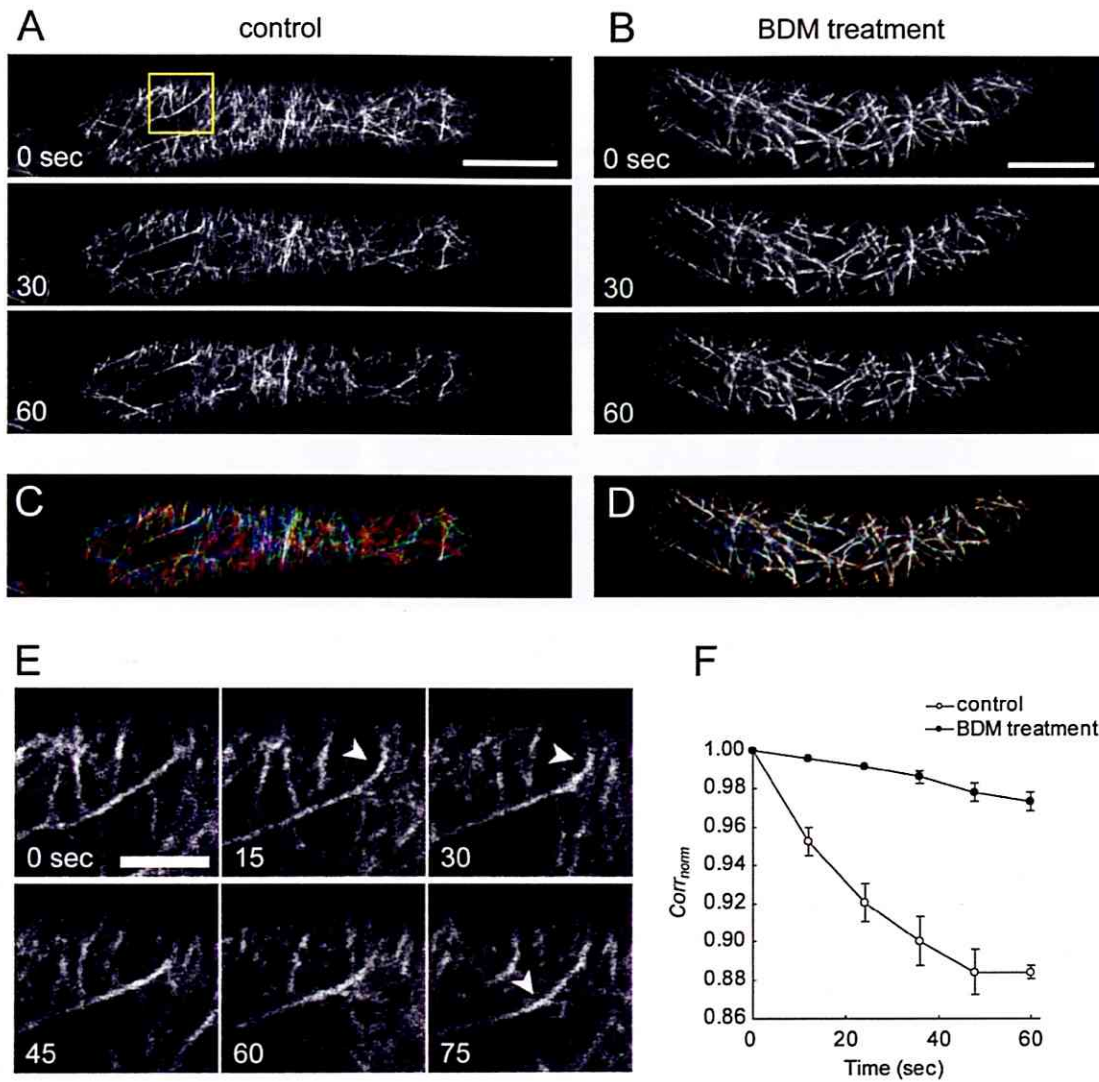 A
control
B
BDM treatment
0 sec
0 sec
30
30
60
60
C
D
E
F
0 sec
15
30
45
60
75
control
BDM treatment
1.00
0.98
0.96
0.94
0.92
0.90
0.88
0.86
Corrnorm
0
20
40
60
Time (sec)